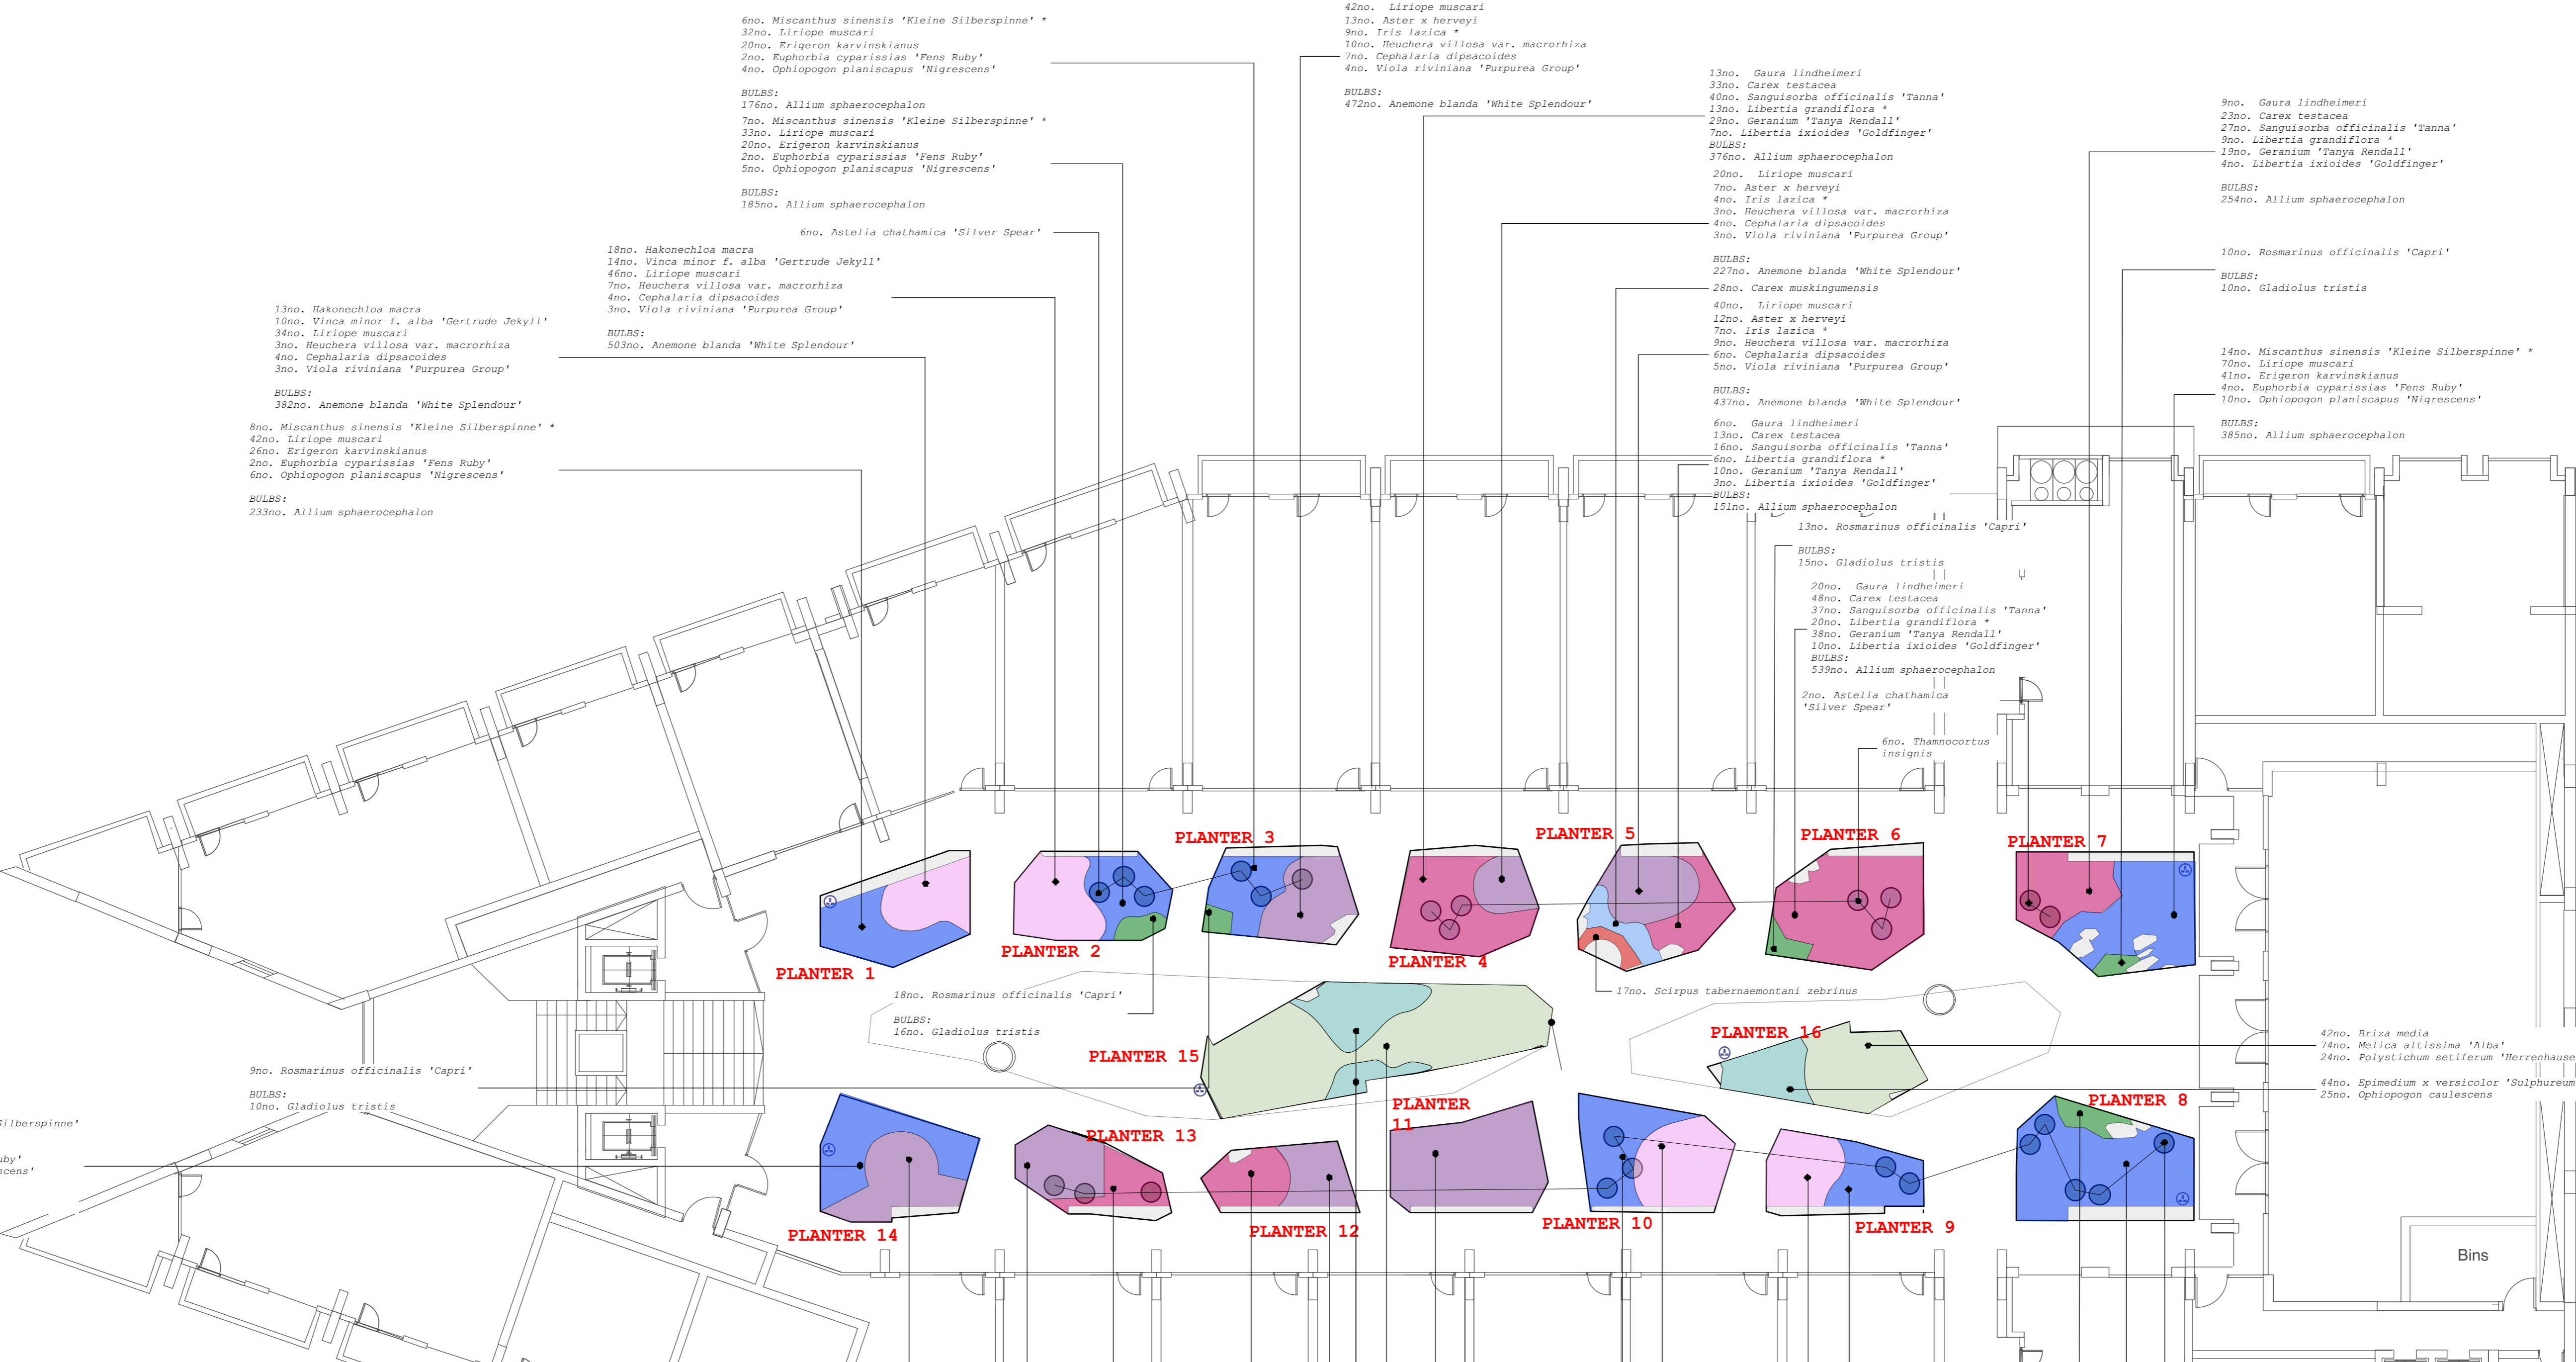 6no. Miscanthus sinensis 'Kleine Silberspinne' *
32no. Liriope muscari
20no. Erigeron karvinskianus
2no. Euphorbia cyparissias 'Fens Ruby'
4no. Ophiopogon planiscapus 'Nigrescens'
BULBS:
176no. Allium sphaerocephalon
7no. Miscanthus sinensis 'Kleine Silberspinne' *
33no. Liriope muscari
20no. Erigeron karvinskianus
2no. Euphorbia cyparissias 'Fens Ruby'
5no. Ophiopogon planiscapus 'Nigrescens'
BULBS:
185no. Allium sphaerocephalon
6no. Astelia chathamica 'Silver Spear'
18no. Hakonechloa macra
14no. Vinca minor f. alba 'Gertrude Jekyll'
46no. Liriope muscari
7no. Heuchera villosa var. macrorhiza
4no. Cephalaria dipsacoides
3no. Viola riviniana 'Purpurea Group'
BULBS:
503no. Anemone blanda 'White Splendour'
13no. Hakonechloa macra
10no. Vinca minor f. alba 'Gertrude Jekyll'
34no. Liriope muscari
3no. Heuchera villosa var. macrorhiza
4no. Cephalaria dipsacoides
3no. Viola riviniana 'Purpurea Group'
BULBS:
382no. Anemone blanda 'White Splendour'
8no. Miscanthus sinensis 'Kleine Silberspinne' *
42no. Liriope muscari
26no. Erigeron karvinskianus
2no. Euphorbia cyparissias 'Fens Ruby'
6no. Ophiopogon planiscapus 'Nigrescens'
BULBS:
233no. Allium sphaerocephalon
42no. Liriope muscari
13no. Aster x herveyi
9no. Iris lazica *
10no. Heuchera villosa var. macrorhiza
7no. Cephalaria dipsacoides
4no. Viola riviniana 'Purpurea Group'
BULBS:
472no. Anemone blanda 'White Splendour'
13no. Gaura lindheimeri
33no. Carex testacea
40no. Sanguisorba officinalis 'Tanna'
13no. Libertia grandiflora *
29no. Geranium 'Tanya Rendall'
7no. Libertia ixioides 'Goldfinger'
BULBS:
376no. Allium sphaerocephalon
20no. Liriope muscari
7no. Aster x herveyi
4no. Iris lazica *
3no. Heuchera villosa var. macrorhiza
4no. Cephalaria dipsacoides
3no. Viola riviniana 'Purpurea Group'
BULBS:
227no. Anemone blanda 'White Splendour'
28no. Carex muskingumensis
40no. Liriope muscari
12no. Aster x herveyi
7no. Iris lazica *
9no. Heuchera villosa var. macrorhiza
6no. Cephalaria dipsacoides
5no. Viola riviniana 'Purpurea Group'
BULBS:
437no. Anemone blanda 'White Splendour'
6no. Gaura lindheimeri
13no. Carex testacea
16no. Sanguisorba officinalis 'Tanna'
6no. Libertia grandiflora *
10no. Geranium 'Tanya Rendall'
3no. Libertia ixioides 'Goldfinger'
BULBS:
151no. Allium sphaerocephalon
13no. Rosmarinus officinalis 'Capri'
BULBS:
15no. Gladiolus tristis
20no. Gaura lindheimeri
48no. Carex testacea
37no. Sanguisorba officinalis 'Tanna'
20no. Libertia grandiflora *
38no. Geranium 'Tanya Rendall'
10no. Libertia ixioides 'Goldfinger'
BULBS:
539no. Allium sphaerocephalon
2no. Astelia chathamica
'Silver Spear'
6no. Thamnocortus
insignis
9no. Gaura lindheimeri
23no. Carex testacea
27no. Sanguisorba officinalis 'Tanna'
9no. Libertia grandiflora *
19no. Geranium 'Tanya Rendall'
4no. Libertia ixioides 'Goldfinger'
BULBS:
254no. Allium sphaerocephalon
10no. Rosmarinus officinalis 'Capri'
BULBS:
10no. Gladiolus tristis
14no. Miscanthus sinensis 'Kleine Silberspinne' *
70no. Liriope muscari
41no. Erigeron karvinskianus
4no. Euphorbia cyparissias 'Fens Ruby'
10no. Ophiopogon planiscapus 'Nigrescens'
BULBS:
385no. Allium sphaerocephalon
PLANTER 1
PLANTER 2
PLANTER 3
PLANTER 4
PLANTER 5
PLANTER 6
PLANTER 7
18no. Rosmarinus officinalis 'Capri'
BULBS:
16no. Gladiolus tristis
17no. Scirpus tabernaemontani zebrinus
PLANTER 15
PLANTER 16
42no. Briza media
74no. Melica altissima 'Alba'
24no. Polystichum setiferum 'Herrenhause
44no. Epimedium x versicolor 'Sulphureum
25no. Ophiopogon caulescens
9no. Rosmarinus officinalis 'Capri'
BULBS:
10no. Gladiolus tristis
Silberspinne'
uby'
scens'
PLANTER 14
PLANTER 13
PLANTER 12
PLANTER
11
PLANTER 10
PLANTER 9
PLANTER 8
Bins